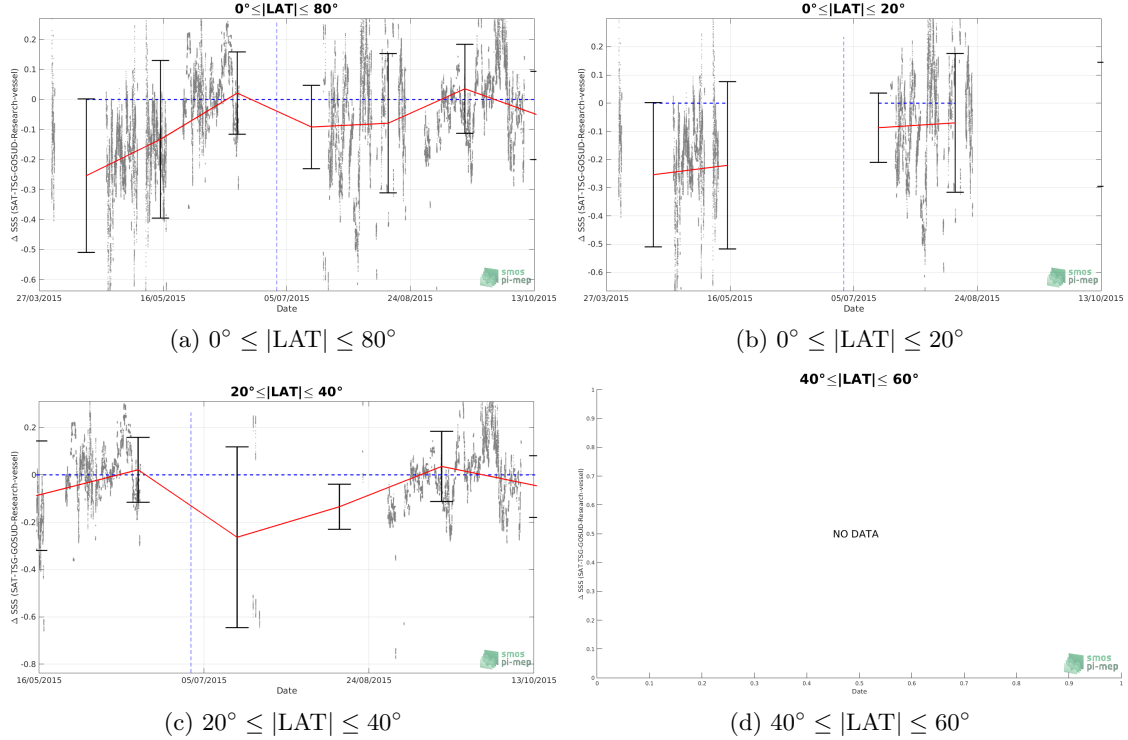 0°≤|LAT|≤ 80°
Δ SSS (SAT-TSG-GOSUD-Research-vessel)
0.2
0.1
0
-0.1
-0.2
-0.3
-0.4
-0.5
-0.6
27/03/2015 16/05/2015 05/07/2015 24/08/2015 13/10/2015
Date
smos
pi-mep
(a) 0° ≤ |LAT| ≤ 80°
0°≤|LAT|≤ 20°
Δ SSS (SAT-TSG-GOSUD-Research-vessel)
0.2
0.1
0
-0.1
-0.2
-0.3
-0.4
-0.5
-0.6
27/03/2015 16/05/2015 05/07/2015 24/08/2015 13/10/2015
Date
smos
pi-mep
(b) 0° ≤ |LAT| ≤ 20°
20°≤|LAT|≤ 40°
Δ SSS (SAT-TSG-GOSUD-Research-vessel)
0.2
0
-0.2
-0.4
-0.6
-0.8
16/05/2015 05/07/2015 24/08/2015 13/10/2015
Date
smos
pi-mep
(c) 20° ≤ |LAT| ≤ 40°
40°≤|LAT|≤ 60°
Δ SSS (SAT-TSG-GOSUD-Research-vessel)
1
0.9
0.8
0.7
0.6
0.5
0.4
0.3
0.2
0.1
0
NO DATA
0 0.1 0.2 0.3 0.4 0.5 0.6 0.7 0.8 0.9 1
Date
smos
pi-mep
(d) 40° ≤ |LAT| ≤ 60°